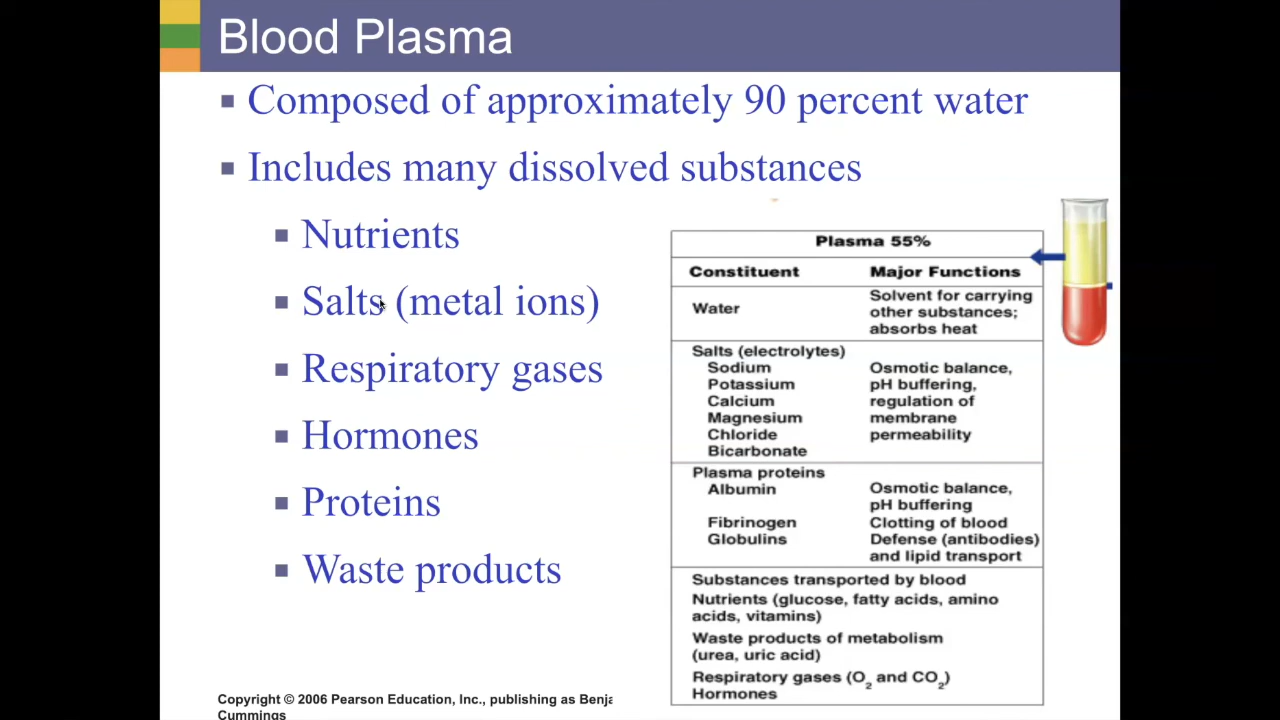 Blood Plasma
Composed of approximately 90 percent water
Includes many dissolved substances
Nutrients
Salts (metal ions)
Respiratory gases
Hormones
Proteins
Waste products
Plasma 55%
Constituent Major Functions
Water
Solvent for carrying
other substances;
absorbs heat
Salts (electrolytes)
Sodium
Potassium
Calcium
Magnesium
Chloride
Bicarbonate
Osmotic balance,
pH buffering,
regulation of
membrane
permeability
Plasma proteins
Albumin
Osmotic balance,
pH buffering
Fibrinogen
Clotting of blood
Globulins
Defense (antibodies)
and lipid transport
Substances transported by blood
Nutrients (glucose, fatty acids, amino
acids, vitamins)
Waste products of metabolism
(urea, uric acid)
Respiratory gases (O₂ and CO₂)
Hormones
Copyright © 2006 Pearson Education, Inc., publishing as Benja
Cummings